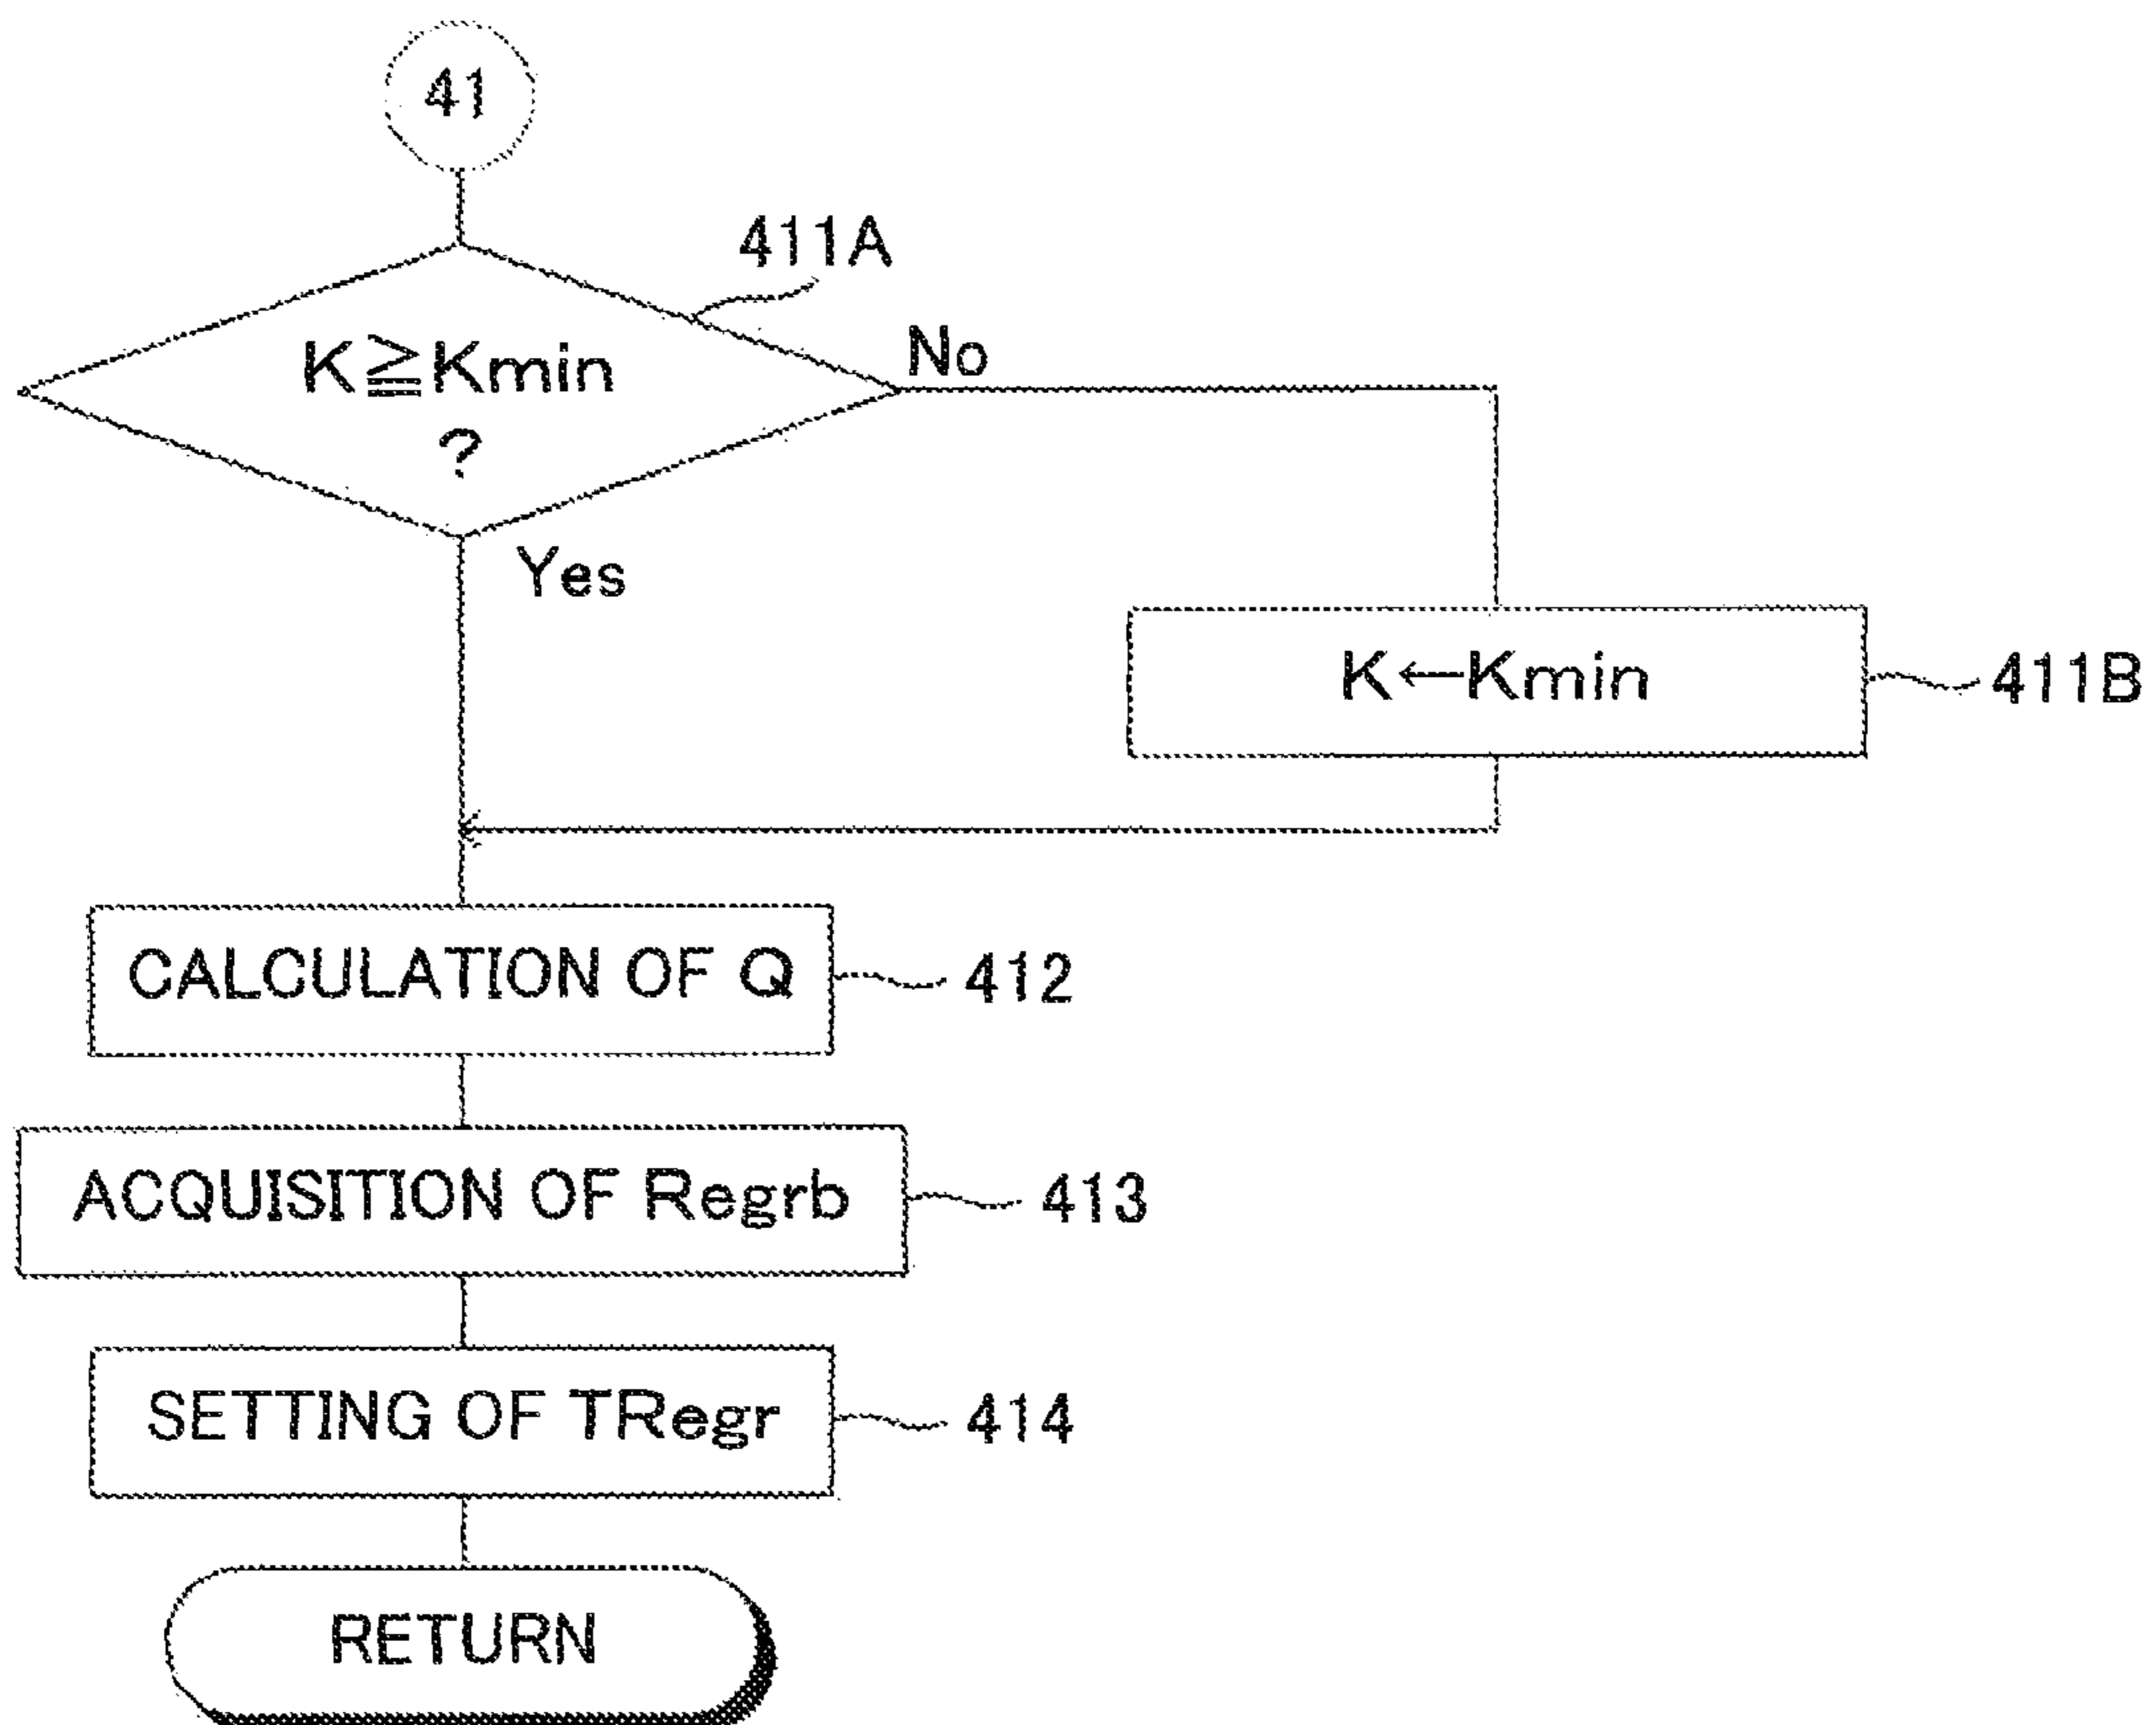 41
411A
K≧Kmin
?
No
Yes
K←Kmin
411B
CALCULATION OF Q
412
ACQUISITION OF Regrb
413
SETTING OF TRegr
414
RETURN